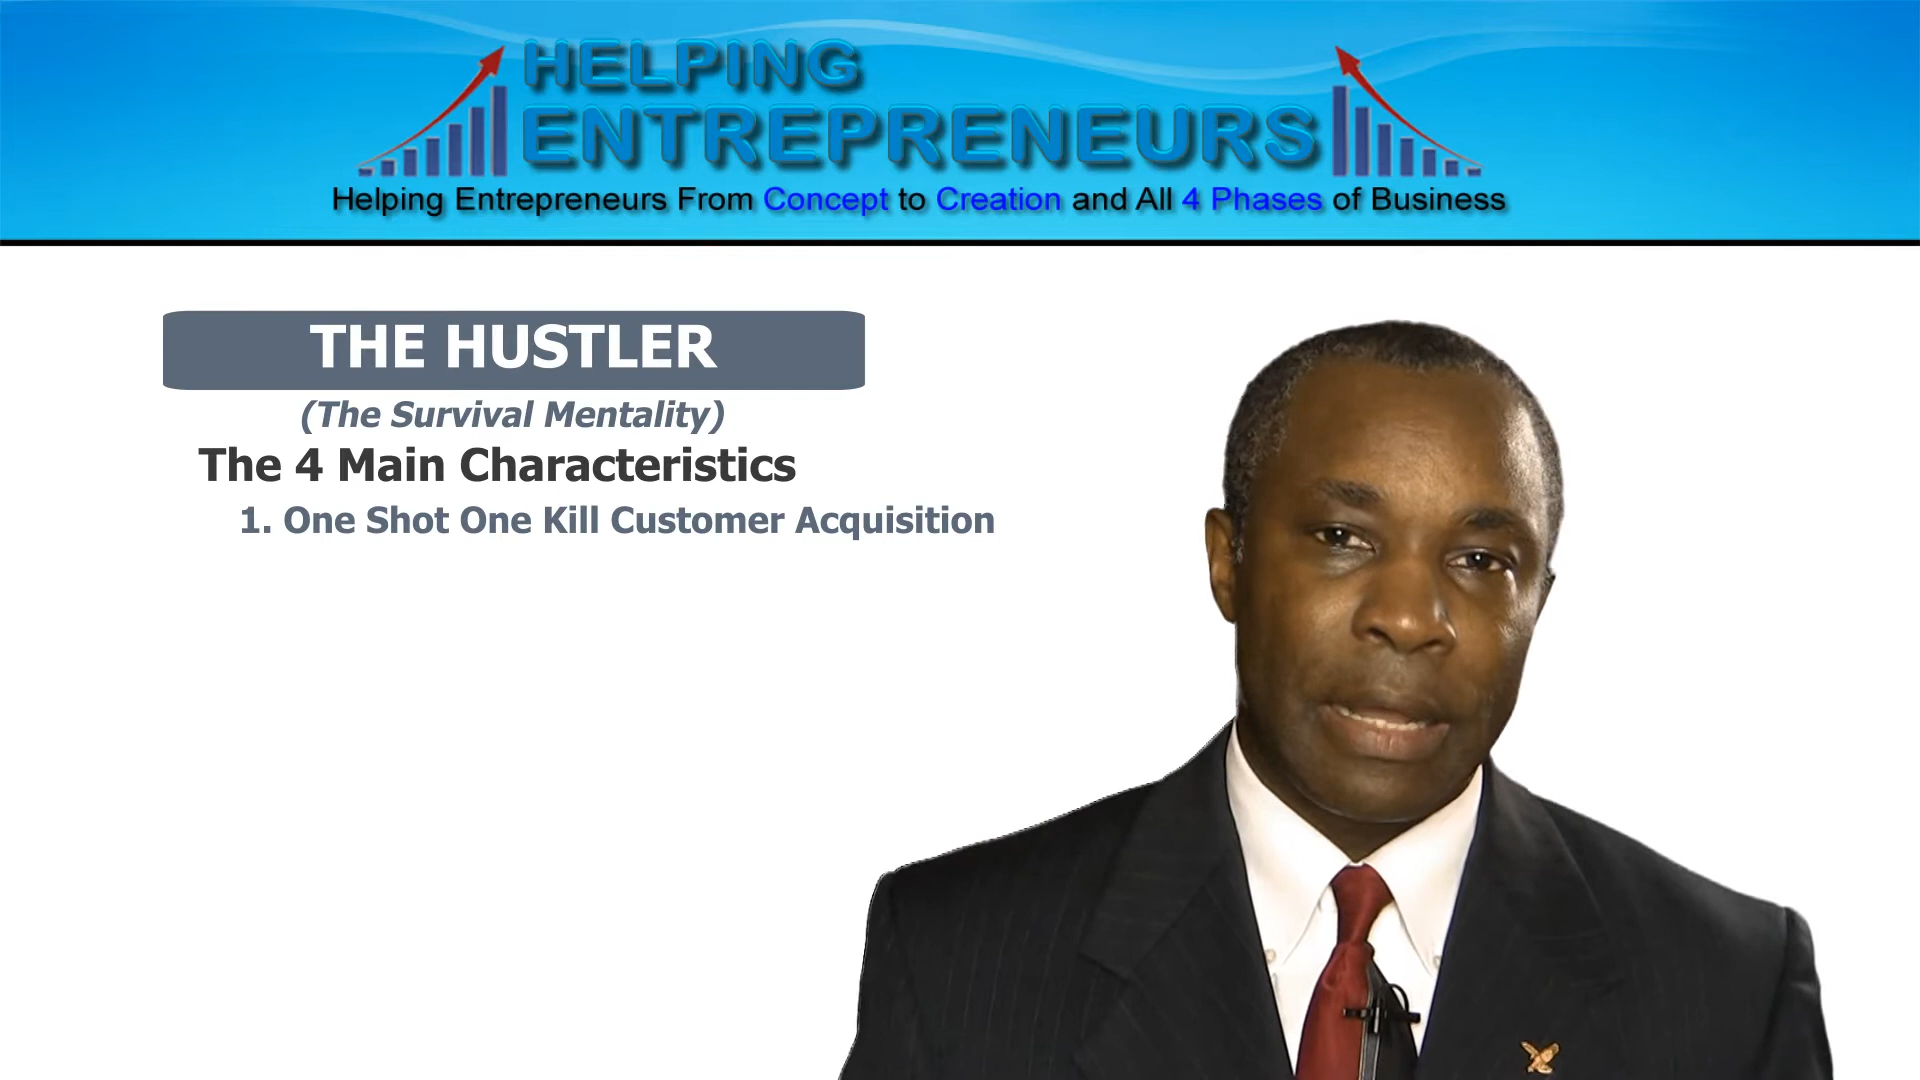 HELPING
ENTREPRENEURS
Helping Entrepreneurs From Concept to Creation and All 4 Phases of Business
THE HUSTLER
(The Survival Mentality)
The 4 Main Characteristics
1. One Shot One Kill Customer Acquisition